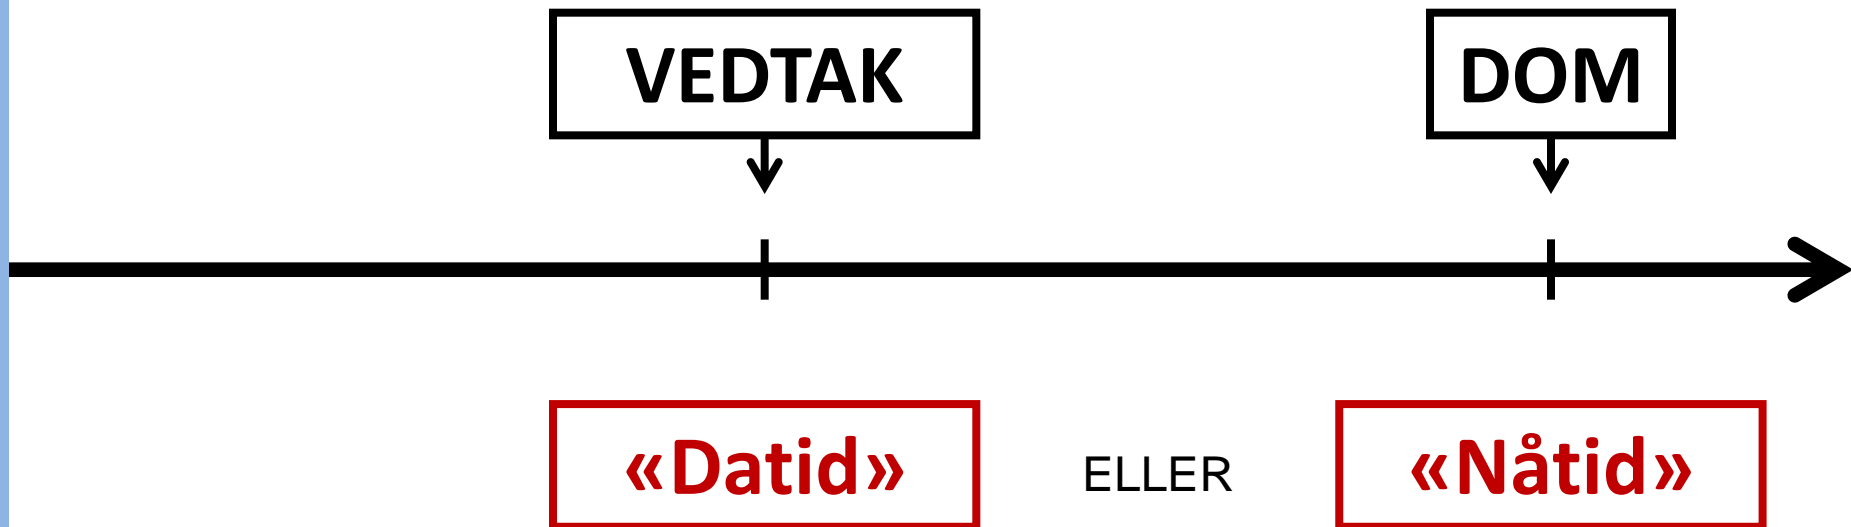 VEDTAK
DOM
«Datid»
ELLER
«Nåtid»